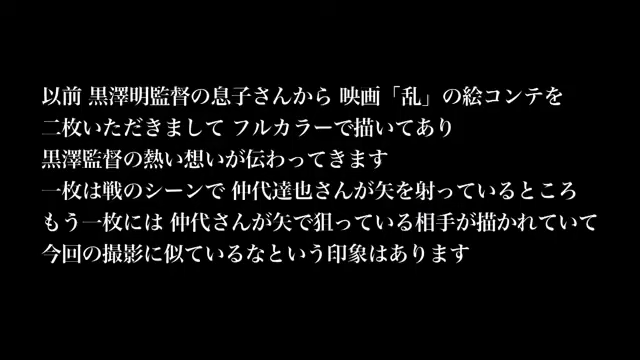 以前 黒澤明監督の息子さんから 映画「乱」の絵コンテを
二枚いただきまして フルカラーで描いてあり
黒澤監督の熱い想いが伝わってきます
一枚は戦のシーンで 仲代達也さんが矢を射っているところ
もう一枚には 仲代さんが矢で狙っている相手が描かれていて
今回の撮影に似ているなという印象はあります